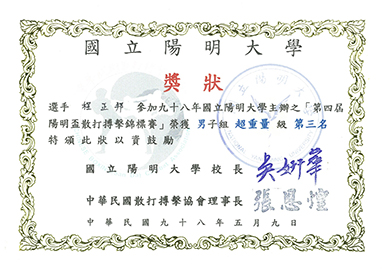 國立陽明大學
獎狀
選手 程正邦 參加九十八年國立陽明大學主辦之「第四屆
陽明盃散打搏擊錦標賽」榮獲 男子組 超重量 級 第三名
特頒此狀以資鼓勵
國立陽明大學校長 吳妍華
中華民國散打搏擊協會理事長 張恩煌
中華民國九十八年五月九日